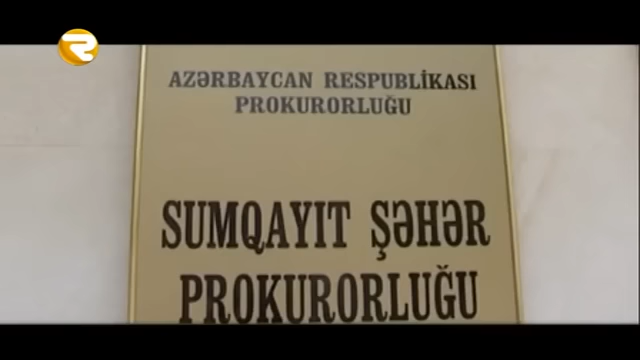 AZƏRBAYCAN RESPUBLİKASI
PROKURORLUĞU
SUMQAYIT ŞƏHƏR
PROKURORLUĞU